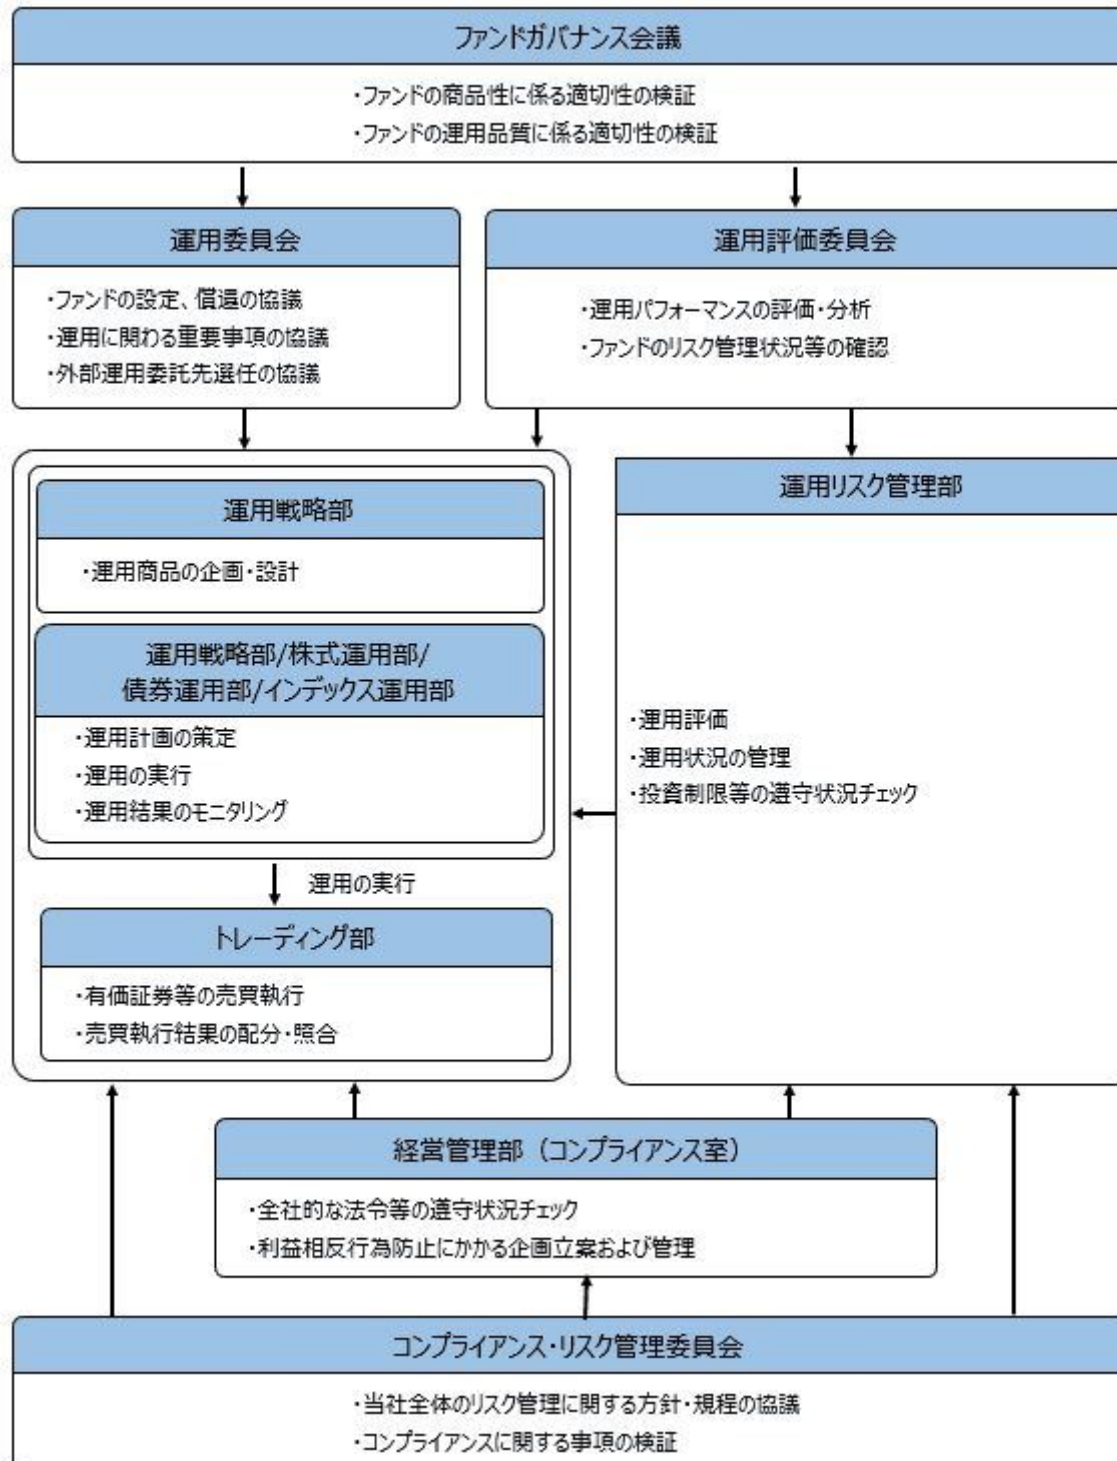 ファンドガバナンス会議
・ファンドの商品性に係る適切性の検証
・ファンドの運用品質に係る適切性の検証
運用委員会
・ファンドの設定、償還の協議
・運用に関わる重要事項の協議
・外部運用委託先選任の協議
運用評価委員会
・運用パフォーマンスの評価・分析
・ファンドのリスク管理状況等の確認
運用戦略部
・運用商品の企画・設計
運用戦略部/株式運用部/
債券運用部/インデックス運用部
・運用計画の策定
・運用の実行
・運用結果のモニタリング
運用の実行
トレーディング部
・有価証券等の売買執行
・売買執行結果の配分・照合
運用リスク管理部
・運用評価
・運用状況の管理
・投資制限等の遵守状況チェック
経営管理部（コンプライアンス室）
・全社的な法令等の遵守状況チェック
・利益相反行為防止にかかる企画立案および管理
コンプライアンス・リスク管理委員会
・当社全体のリスク管理に関する方針・規程の協議
・コンプライアンスに関する事項の検証